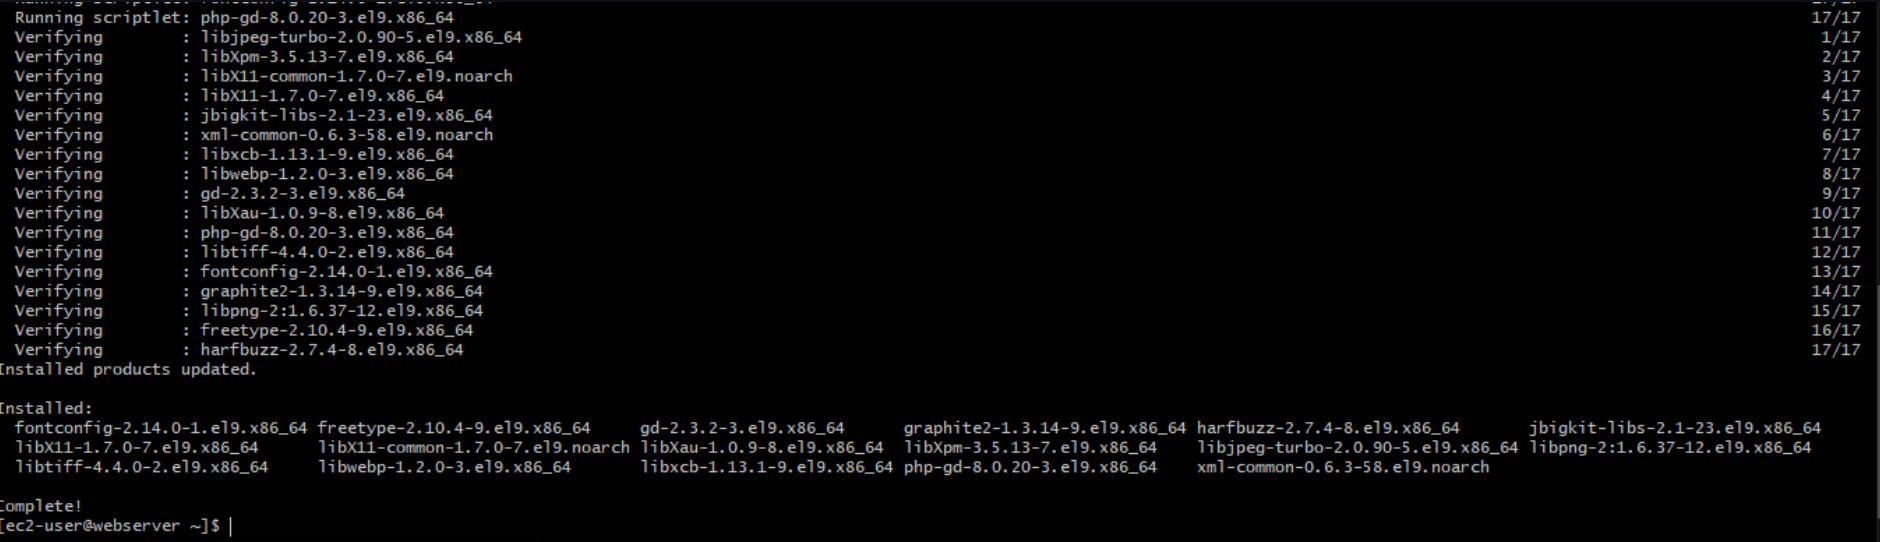 Running scriptlet: php-gd-8.0.20-3.el9.x86_64 17/17
Verifying : libjpeg-turbo-2.0.90-5.el9.x86_64 1/17
Verifying : libXpm-3.5.13-7.el9.x86_64 2/17
Verifying : libX11-common-1.7.0-7.el9.noarch 3/17
Verifying : libX11-1.7.0-7.el9.x86_64 4/17
Verifying : jbigkit-libs-2.1-23.el9.x86_64 5/17
Verifying : xml-common-0.6.3-58.el9.noarch 6/17
Verifying : libxcb-1.13.1-9.el9.x86_64 7/17
Verifying : libwebp-1.2.0-3.el9.x86_64 8/17
Verifying : gd-2.3.2-3.el9.x86_64 9/17
Verifying : libXau-1.0.9-8.el9.x86_64 10/17
Verifying : php-gd-8.0.20-3.el9.x86_64 11/17
Verifying : libtiff-4.4.0-2.el9.x86_64 12/17
Verifying : fontconfig-2.14.0-1.el9.x86_64 13/17
Verifying : graphite2-1.3.14-9.el9.x86_64 14/17
Verifying : libpng-2:1.6.37-12.el9.x86_64 15/17
Verifying : freetype-2.10.4-9.el9.x86_64 16/17
Verifying : harfbuzz-2.7.4-8.el9.x86_64 17/17
Installed products updated.
Installed:
fontconfig-2.14.0-1.el9.x86_64 freetype-2.10.4-9.el9.x86_64 gd-2.3.2-3.el9.x86_64 graphite2-1.3.14-9.el9.x86_64 harfbuzz-2.7.4-8.el9.x86_64 jbigkit-libs-2.1-23.el9.x86_64
libX11-1.7.0-7.el9.x86_64 libX11-common-1.7.0-7.el9.noarch libXau-1.0.9-8.el9.x86_64 libXpm-3.5.13-7.el9.x86_64 libjpeg-turbo-2.0.90-5.el9.x86_64 libpng-2:1.6.37-12.el9.x86_64
libtiff-4.4.0-2.el9.x86_64 libwebp-1.2.0-3.el9.x86_64 libxcb-1.13.1-9.el9.x86_64 php-gd-8.0.20-3.el9.x86_64 xml-common-0.6.3-58.el9.noarch
Complete!
[ec2-user@webserver ~]$